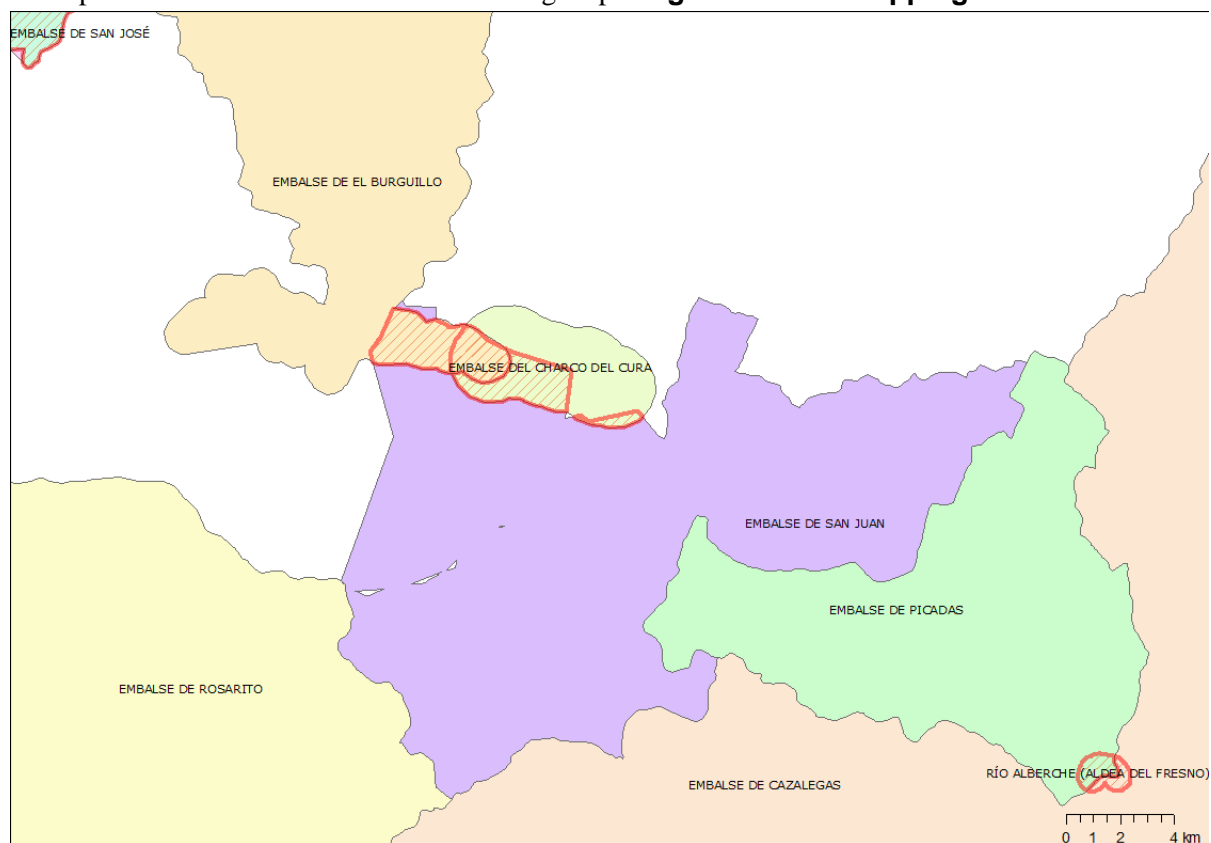 EMBALSE DE SAN JOSÉ
EMBALSE DE EL BURGUILLO
EMBALSE DEL CHARCO DEL CURA
EMBALSE DE SAN JUAN
EMBALSE DE PICADAS
EMBALSE DE ROSARITO
RÍO ALBERCHE (ALDEA DEL FRESNO)
EMBALSE DE CAZALEGAS
0 1 2 4 km